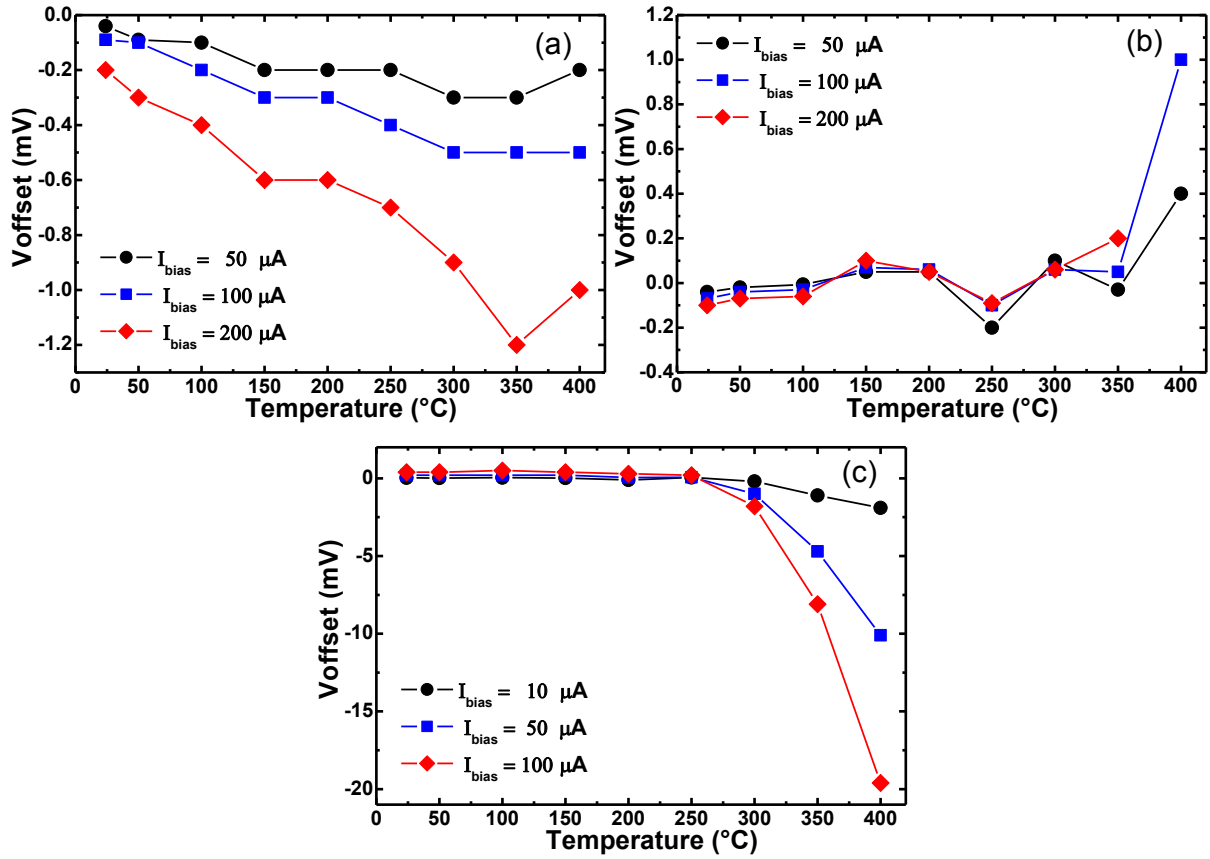 (a)
0.0
-0.2
-0.4
-0.6
-0.8
-1.0
-1.2
Voffset (mV)
I_bias = 50 μA
I_bias = 100 μA
I_bias = 200 μA
0 50 100 150 200 250 300 350 400
Temperature (°C)
(b)
1.2
1.0
0.8
0.6
0.4
0.2
0.0
-0.2
-0.4
Voffset (mV)
I_bias = 50 μA
I_bias = 100 μA
I_bias = 200 μA
0 50 100 150 200 250 300 350 400
Temperature (°C)
(c)
0
-5
-10
-15
-20
Voffset (mV)
I_bias = 10 μA
I_bias = 50 μA
I_bias = 100 μA
0 50 100 150 200 250 300 350 400
Temperature (°C)